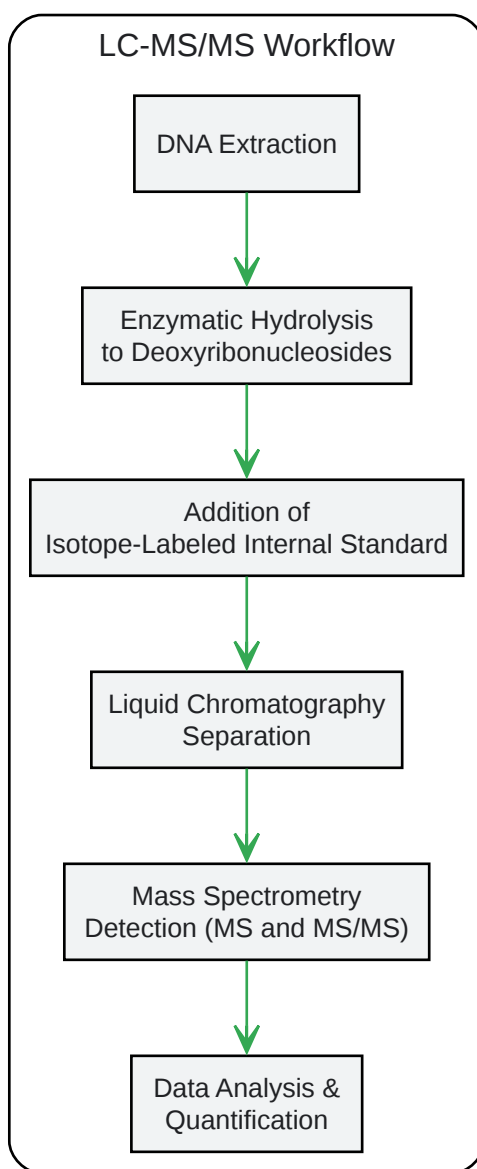 LC-MS/MS Workflow
DNA Extraction
Enzymatic Hydrolysis
to Deoxyribonucleosides
Addition of
Isotope-Labeled Internal Standard
Liquid Chromatography
Separation
Mass Spectrometry
Detection (MS and MS/MS)
Data Analysis &
Quantification